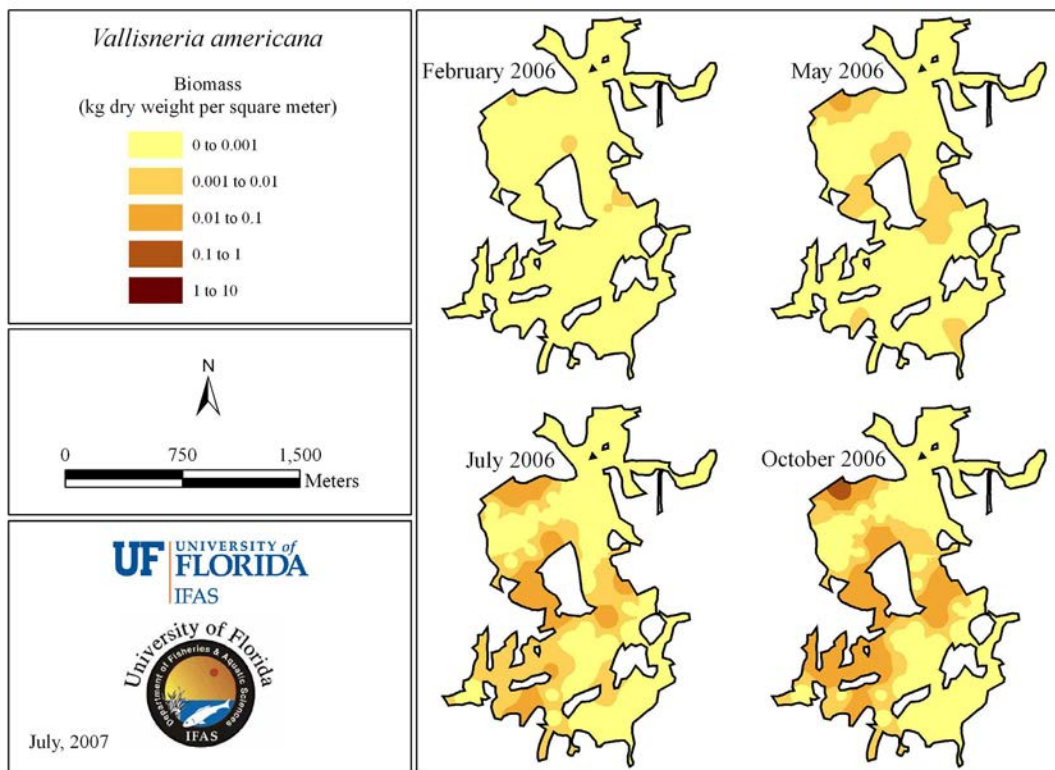 Vallisneria americana
Biomass
(kg dry weight per square meter)
0 to 0.001
0.001 to 0.01
0.01 to 0.1
0.1 to 1
1 to 10
N
0 750 1,500
Meters
UF UNIVERSITY of
FLORIDA
IFAS
University of Florida
Department of Fisheries & Aquatic Sciences
IFAS
July, 2007
February 2006
May 2006
July 2006
October 2006